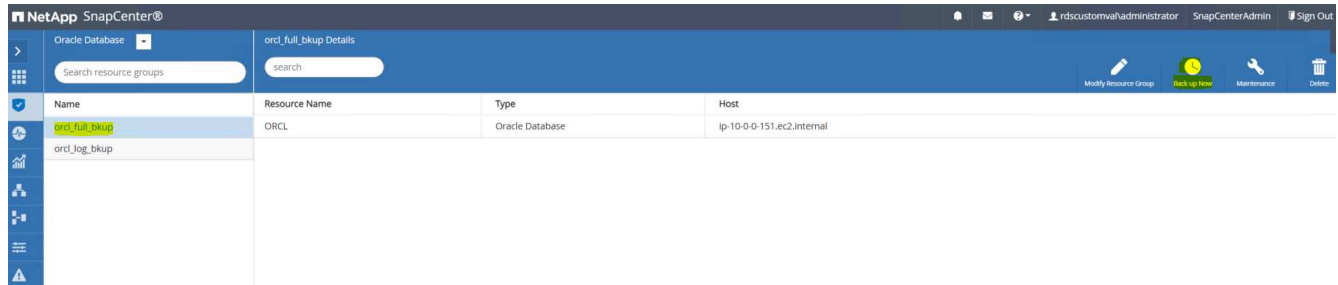 NetApp SnapCenter®
rdscustomval\administrator SnapCenterAdmin Sign Out
Oracle Database
orcl_full_bkup Details
Search resource groups
search
Modify Resource Group
Back up Now
Maintenance
Delete
Name
Resource Name Type Host
orcl_full_bkup
ORCL Oracle Database ip-10-0-0-151.ec2.internal
orcl_log_bkup